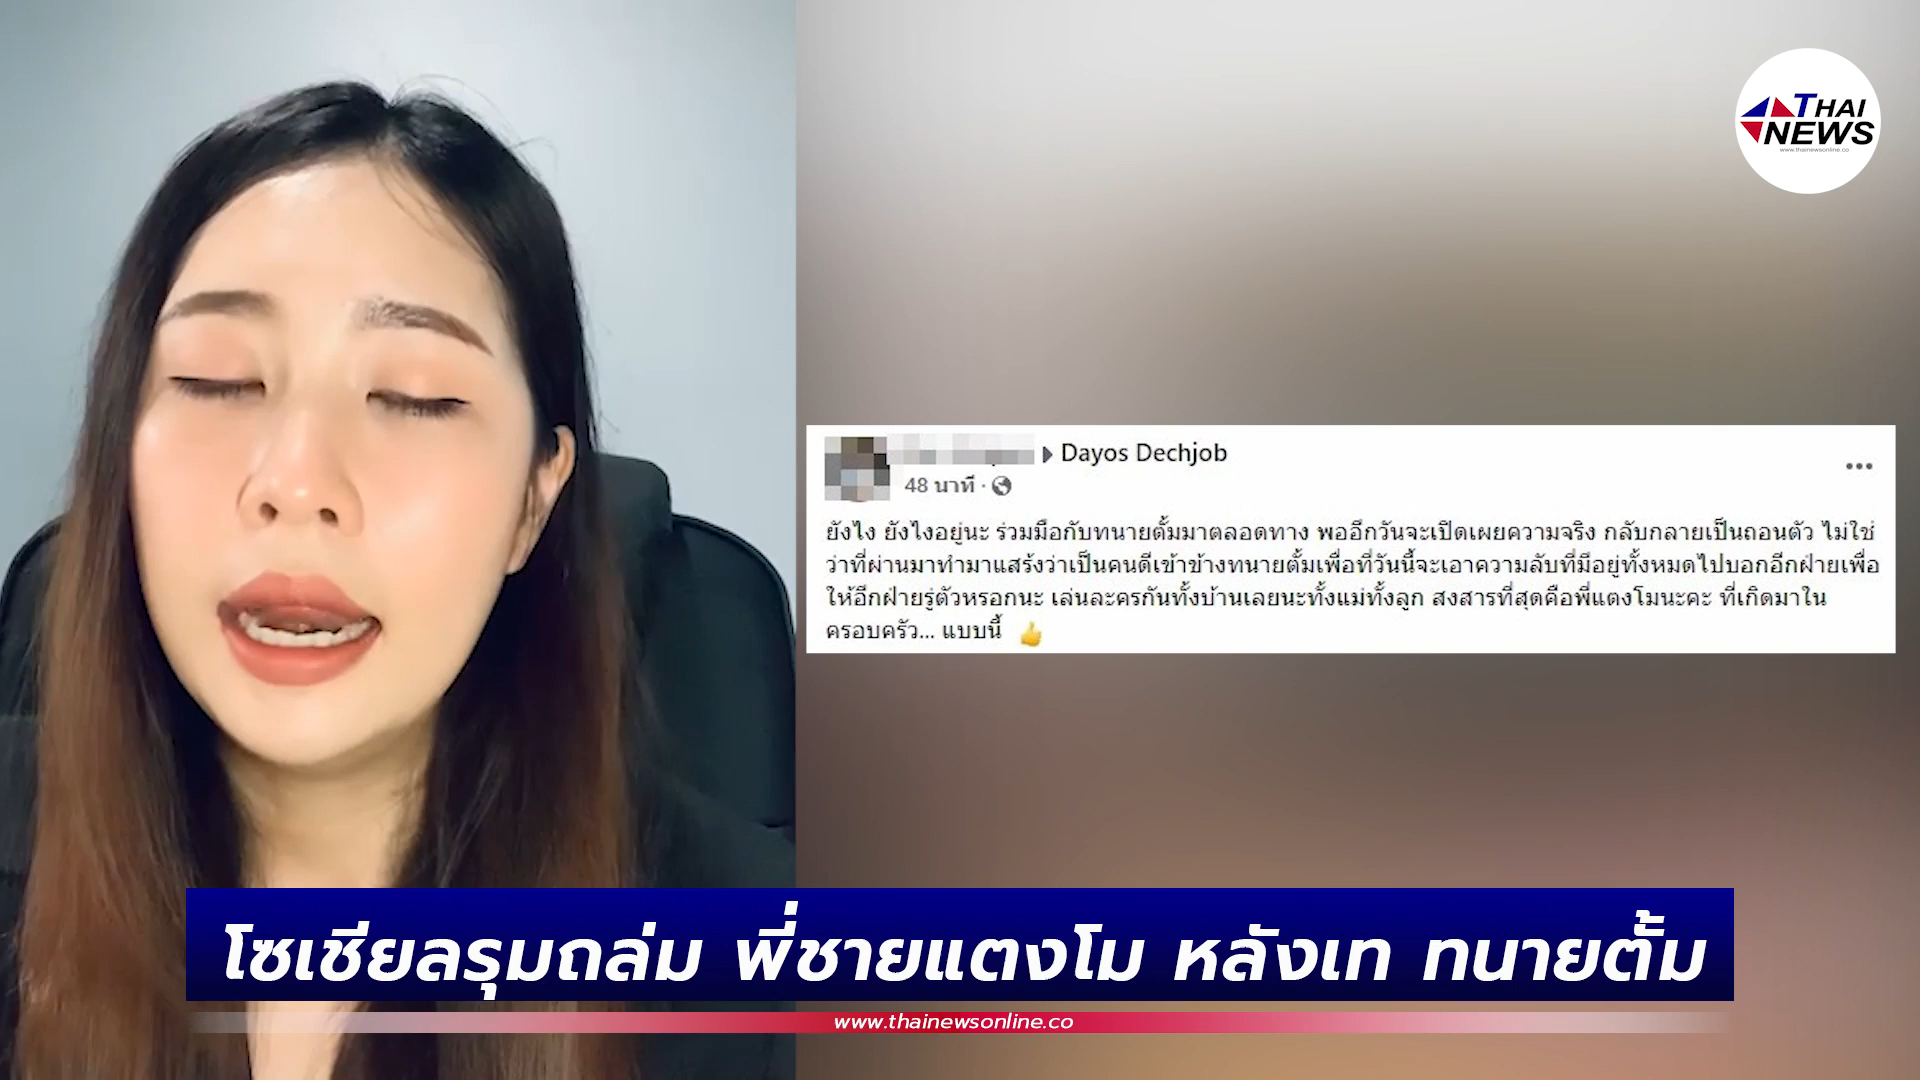 THAI
NEWS
www.thainewsonline.co
Dayos Dechjob
48 นาที ·
ยังไง ยังไงอยู่นะ ร่วมมือกับทนายตั้มมาตลอดทาง พออีกวันจะเปิดเผยความจริง กลับกลายเป็นถอนตัว ไม่ใช่
ว่าที่ผ่านมาทำมาแสร้งว่าเป็นคนดีเข้าข้างทนายตั้มเพื่อที่วันนี้จะเอาความลับที่มีอยู่ทั้งหมดไปบอกอีกฝ่ายเพื่อ
ให้อีกฝ่ายรู่ตัวหรอกนะ เล่นละครกันทั้งบ้านเลยนะทั้งแม่ทั้งลูก สงสารที่สุดคือพี่แตงโมนะคะ ที่เกิดมาใน
ครอบครัว... แบบนี้ 👍
โซเชียลรุมถล่ม พี่ชายแตงโม หลังเท ทนายตั้ม
www.thainewsonline.co